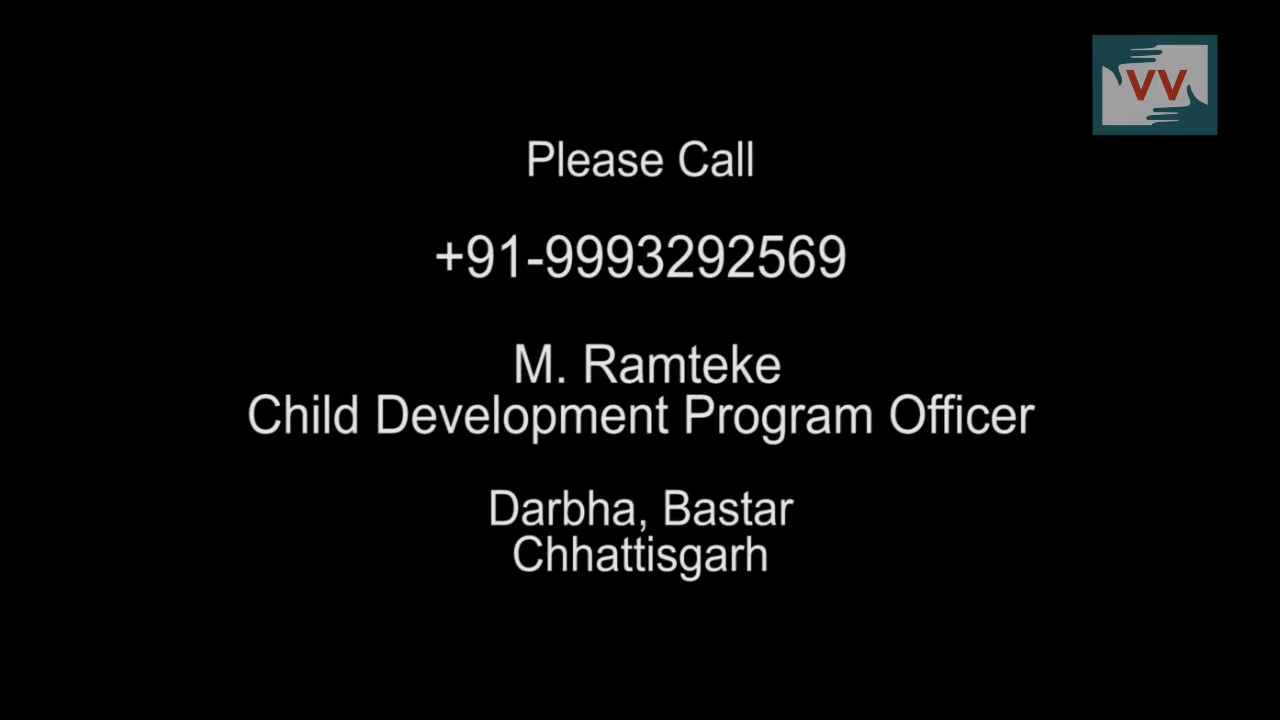 VV
Please Call
+91-9993292569
M. Ramteke
Child Development Program Officer
Darbha, Bastar
Chhattisgarh